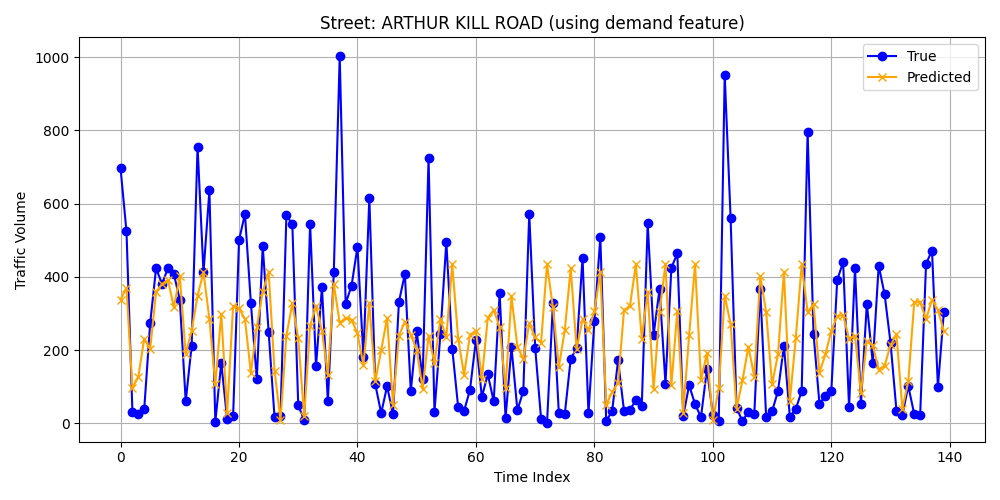 Street: ARTHUR KILL ROAD (using demand feature)
True
Predicted
Traffic Volume
1000
800
600
400
200
0
0 20 40 60 80 100 120 140
Time Index